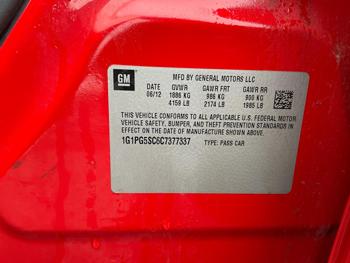 GM
MFD BY GENERAL MOTORS LLC
DATE GVWR GAWR FRT GAWR RR
06/12 1886 KG 986 KG 900 KG
4159 LB 2174 LB 1985 LB
THIS VEHICLE CONFORMS TO ALL APPLICABLE U.S. FEDERAL MOTOR
VEHICLE SAFETY, BUMPER, AND THEFT PREVENTION STANDARDS IN EFFECT ON
THE DATE OF MANUFACTURE SHOWN ABOVE.
1G1PG5SC6C7377337 TYPE: PASS CAR